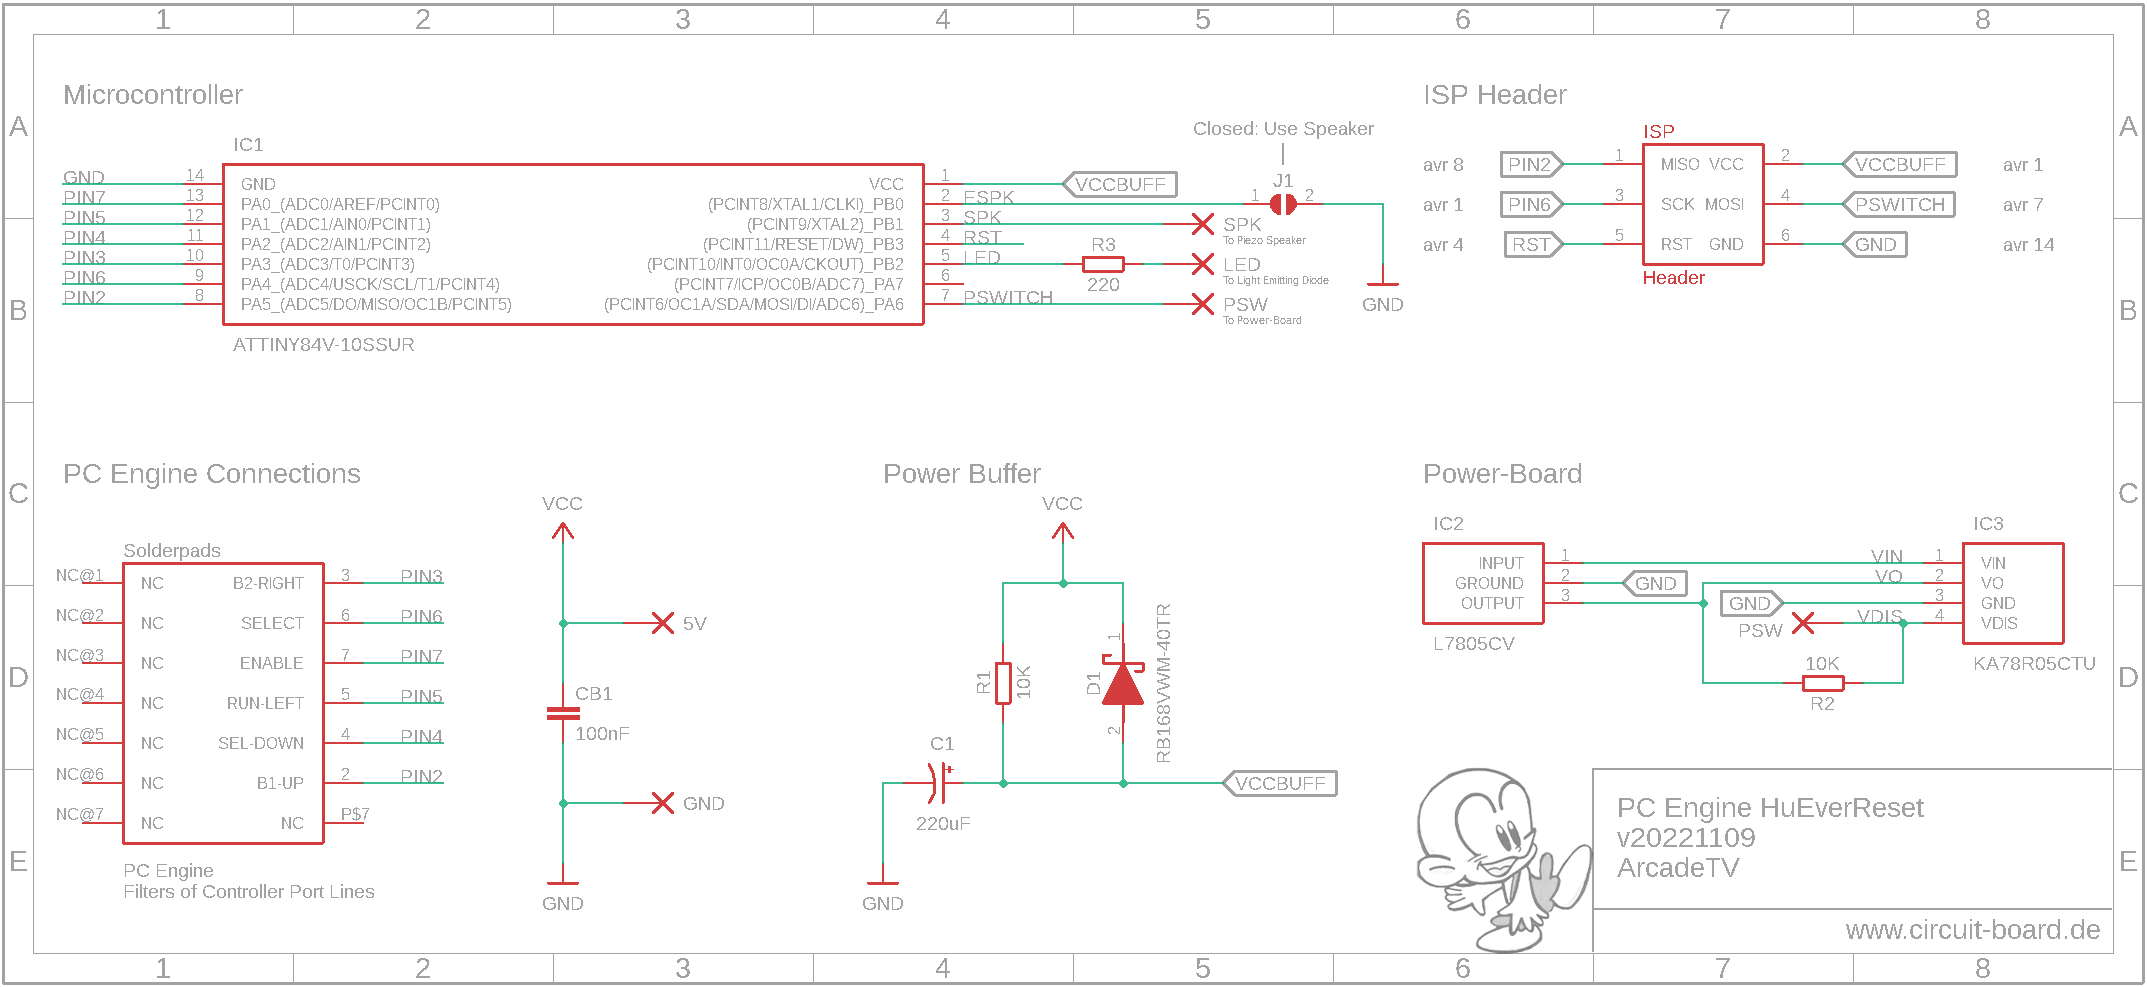 1 2 3 4 5 6 7 8
A A
B B
C C
D D
E E
Microcontroller
IC1
GND 14 GND
PIN7 13 PA0_(ADC0/AREF/PCINT0)
PIN5 12 PA1_(ADC1/AIN0/PCINT1)
PIN4 11 PA2_(ADC2/AIN1/PCINT2)
PIN3 10 PA3_(ADC3/T0/PCINT3)
PIN6 9 PA4_(ADC4/USCK/SCL/T1/PCINT4)
PIN2 8 PA5_(ADC5/DO/MISO/OC1B/PCINT5)
VCC 1 VCCBUFF
(PCINT8/XTAL1/CLKI)_PB0 2 ESPK
(PCINT9/XTAL2)_PB1 3 SPK
(PCINT11/RESET/DW)_PB3 4 RST
(PCINT10/INT0/OC0A/CKOUT)_PB2 5 LED
(PCINT7/ICP/OC0B/ADC7)_PA7 6
(PCINT6/OC1A/SDA/MOSI/DI/ADC6)_PA6 7 PSWITCH
ATTINY84V-10SSUR
Closed: Use Speaker
J1
1 2
SPK
To Piezo Speaker
R3
220
LED
To Light Emitting Diode
PSW
To Power-Board
GND
ISP Header
ISP
avr 8 PIN2 1 MISO VCC 2 VCCBUFF avr 1
avr 1 PIN6 3 SCK MOSI 4 PSWITCH avr 7
avr 4 RST 5 RST GND 6 GND avr 14
Header
PC Engine Connections
Solderpads
NC@1 NC B2-RIGHT 3 PIN3
NC@2 NC SELECT 6 PIN6
NC@3 NC ENABLE 7 PIN7
NC@4 NC RUN-LEFT 5 PIN5
NC@5 NC SEL-DOWN 4 PIN4
NC@6 NC B1-UP 2 PIN2
NC@7 NC NC P$7
PC Engine
Filters of Controller Port Lines
VCC
5V
CB1
100nF
GND
GND
Power Buffer
VCC
R1
10K
D1
1
2
RB168VWM-40TR
C1
+
220uF
VCCBUFF
GND
Power-Board
IC2
INPUT 1
GROUND 2 GND
OUTPUT 3
L7805CV
IC3
VIN 1 VIN
VO 2 VO
GND 3 GND
PSW VDIS 4 VDIS
KA78R05CTU
10K
R2
PC Engine HuEverReset
v20221109
ArcadeTV
www.circuit-board.de
1 2 3 4 5 6 7 8